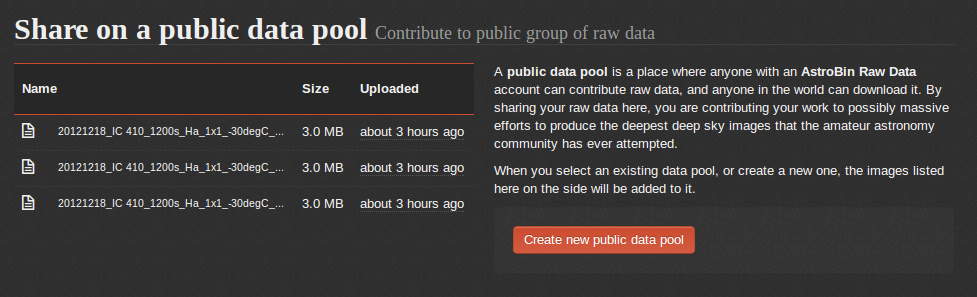 Share on a public data pool Contribute to public group of raw data
Name Size Uploaded
20121218_IC 410_1200s_Ha_1x1_-30degC_... 3.0 MB about 3 hours ago
20121218_IC 410_1200s_Ha_1x1_-30degC_... 3.0 MB about 3 hours ago
20121218_IC 410_1200s_Ha_1x1_-30degC_... 3.0 MB about 3 hours ago
A public data pool is a place where anyone with an AstroBin Raw Data
account can contribute raw data, and anyone in the world can download it. By
sharing your raw data here, you are contributing your work to possibly massive
efforts to produce the deepest deep sky images that the amateur astronomy
community has ever attempted.
When you select an existing data pool, or create a new one, the images listed
here on the side will be added to it.
Create new public data pool